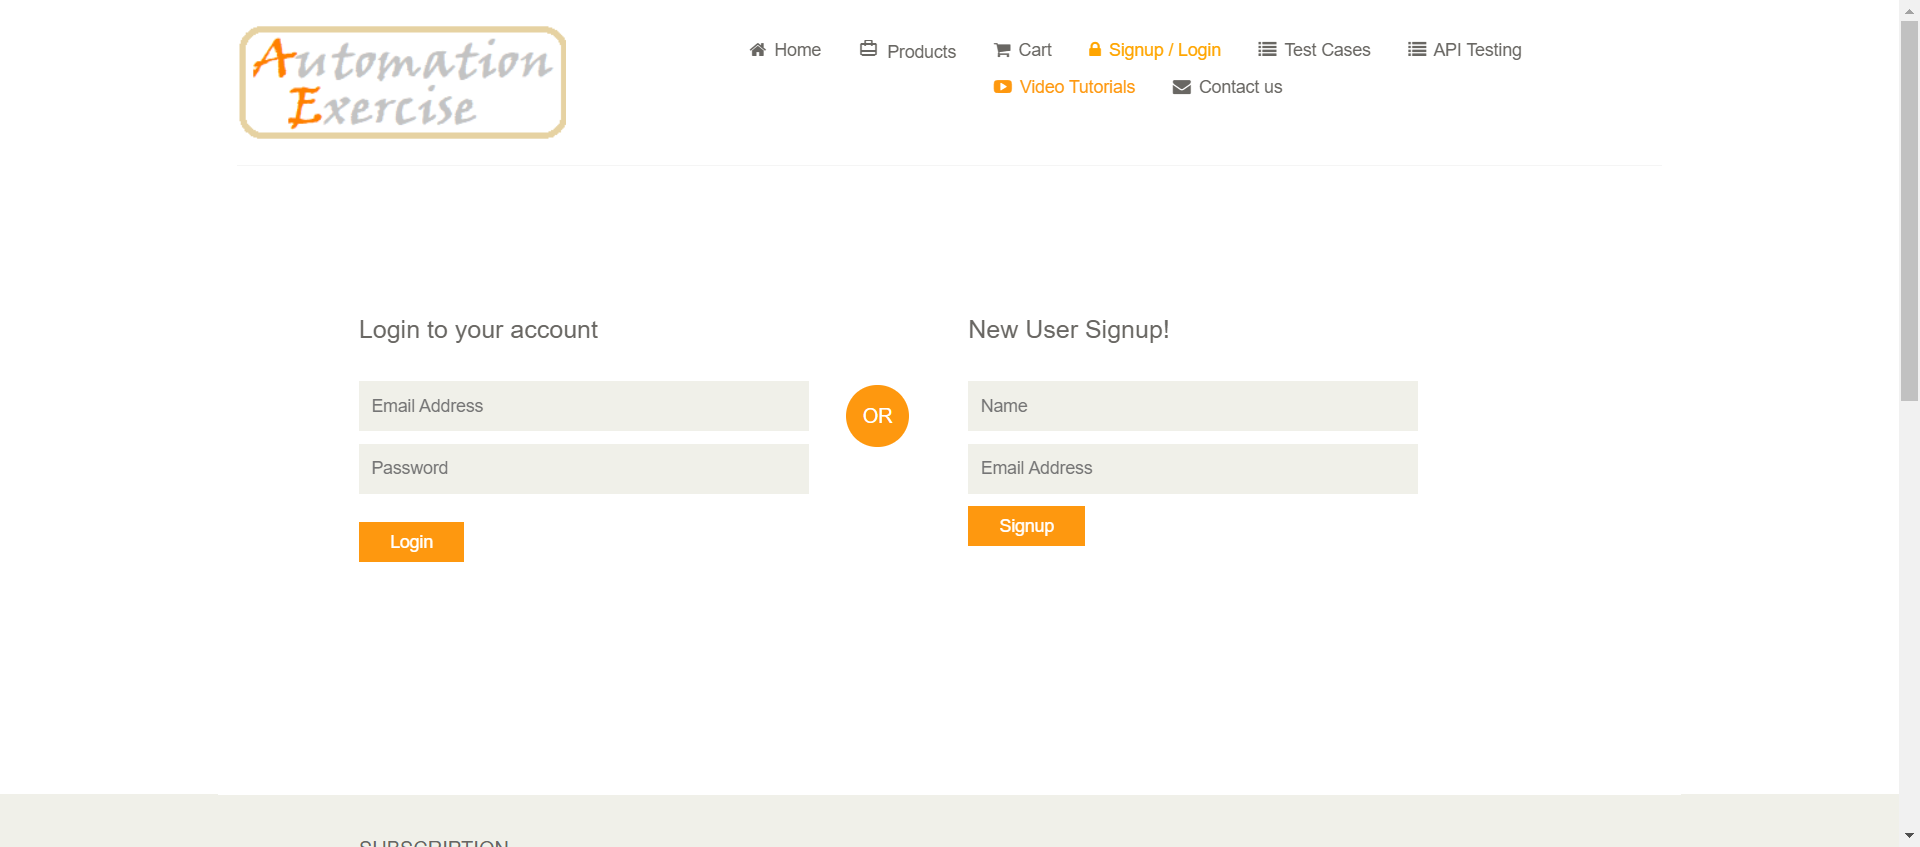 Automation
Exercise
Home Products Cart Signup / Login Test Cases API Testing
Video Tutorials Contact us
Login to your account
Email Address
Password
Login
OR
New User Signup!
Name
Email Address
Signup
SUBSCRIPTION